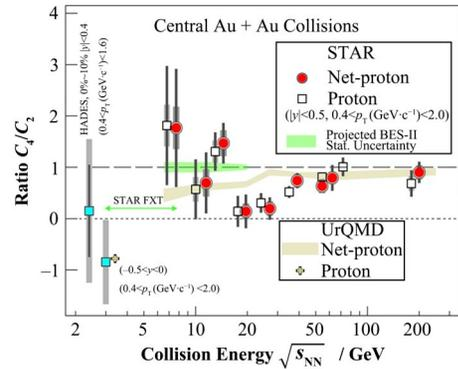 Central Au + Au Collisions
STAR
Net-proton
Proton
(|y|<0.5, 0.4<pT(GeV·c⁻¹)<2.0)
Projected BES-II
Stat. Uncertainty
HADES, 0%~10% |y|<0.4
(0.4<pT(GeV·c⁻¹)<1.6)
STAR FXT
(−0.5<y<0)
(0.4<pT(GeV·c⁻¹) <2.0)
UrQMD
Net-proton
Proton
Ratio C4/C2
4
3
2
1
0
−1
2 5 10 20 50 100 200
Collision Energy √sNN / GeV